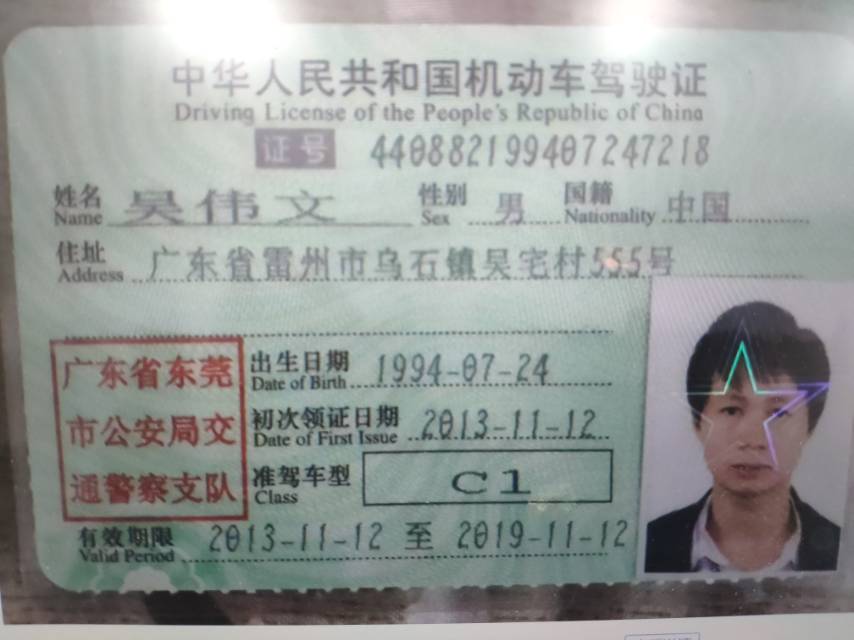 中华人民共和国机动车驾驶证
Driving License of the People's Republic of China
证号 440882199407247218
姓名 吴伟文 性别 男 国籍 中国
Name Sex Nationality
住址 广东省雷州市乌石镇吴宅村555号
Address
广东省东莞
市公安局交
通警察支队
出生日期 1994-07-24
Date of Birth
初次领证日期 2013-11-12
Date of First Issue
准驾车型 C1
Class
有效期限 2013-11-12 至 2019-11-12
Valid Period